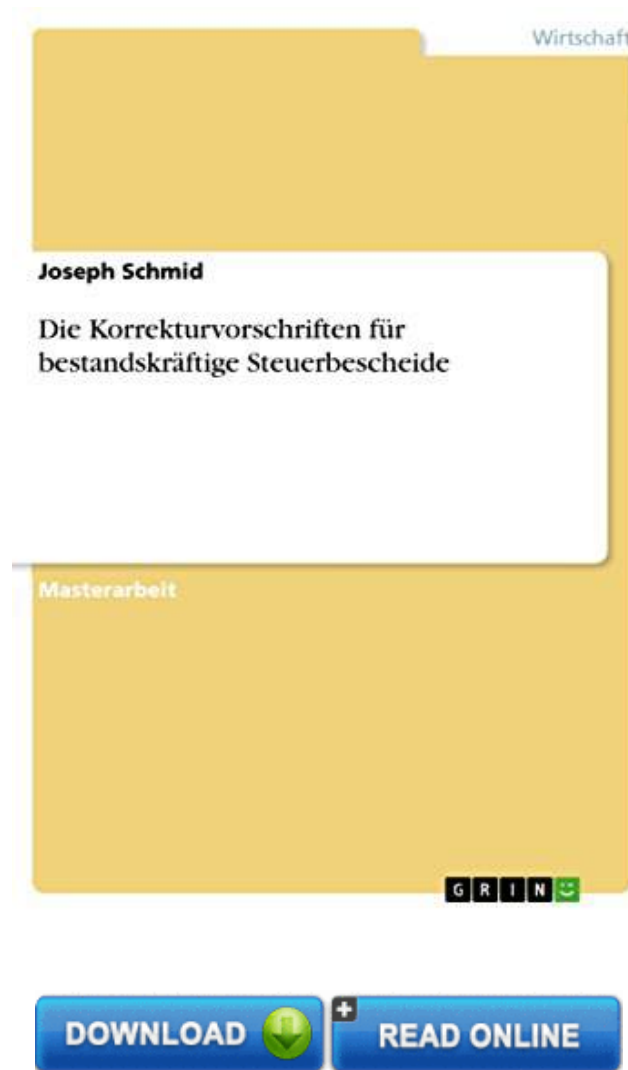 Wirtschaft
Joseph Schmid
Die Korrekturvorschriften für
bestandskräftige Steuerbescheide
Masterarbeit
GRIN
DOWNLOAD
READ ONLINE